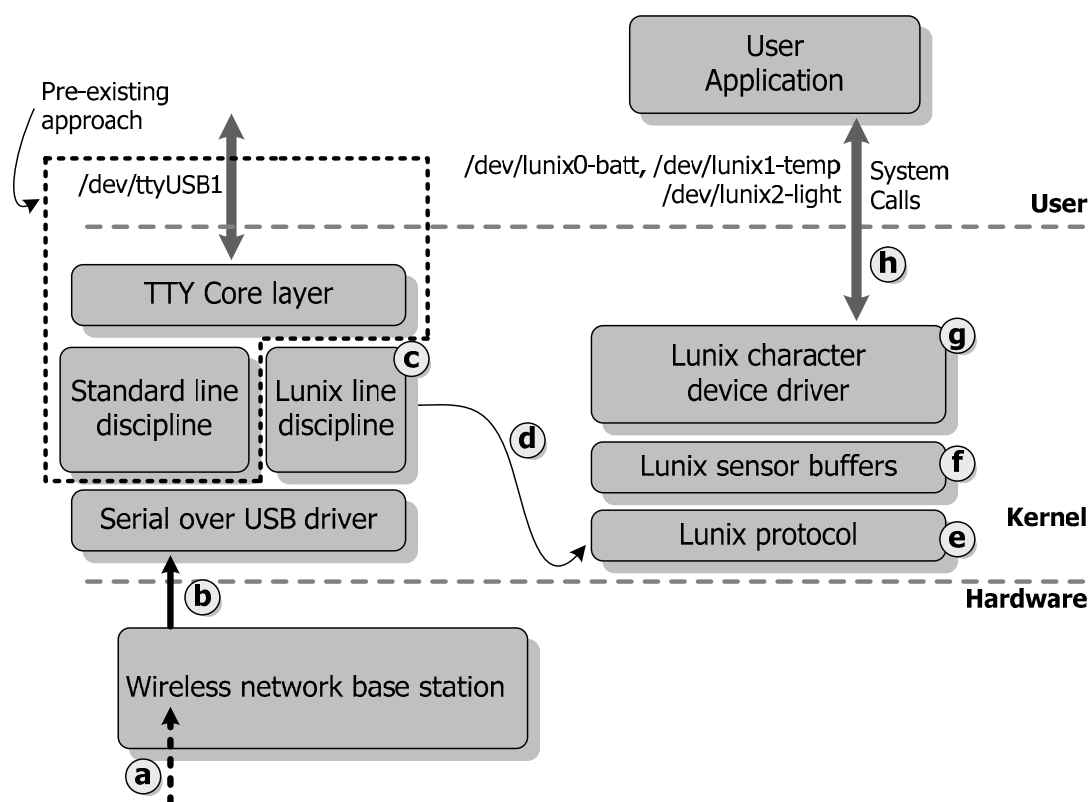 User
Application
Pre-existing
approach
/dev/ttyUSB1
/dev/lunix0-batt, /dev/lunix1-temp
/dev/lunix2-light
System
Calls
User
h
TTY Core layer
g
Lunix character
device driver
c
Standard line
discipline
Lunix line
discipline
d
Lunix sensor buffers
f
Serial over USB driver
Lunix protocol
e
Kernel
b
Hardware
Wireless network base station
a